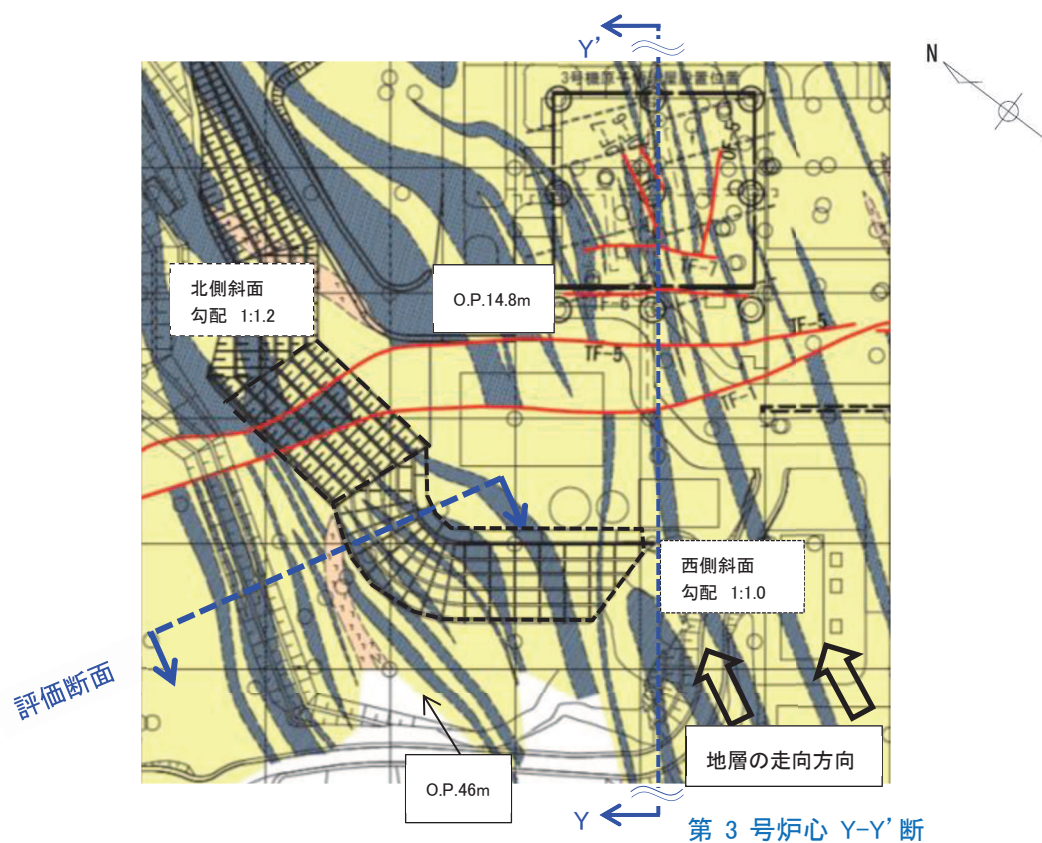 Y’
N
3号機原子炉建屋設置位置
TF-7
北側斜面
勾配 1:1.2
O.P.14.8m
TF-5
TF-5
TF-1
西側斜面
勾配 1:1.0
評価断面
地層の走向方向
O.P.46m
Y
第 3 号炉心 Y-Y’断